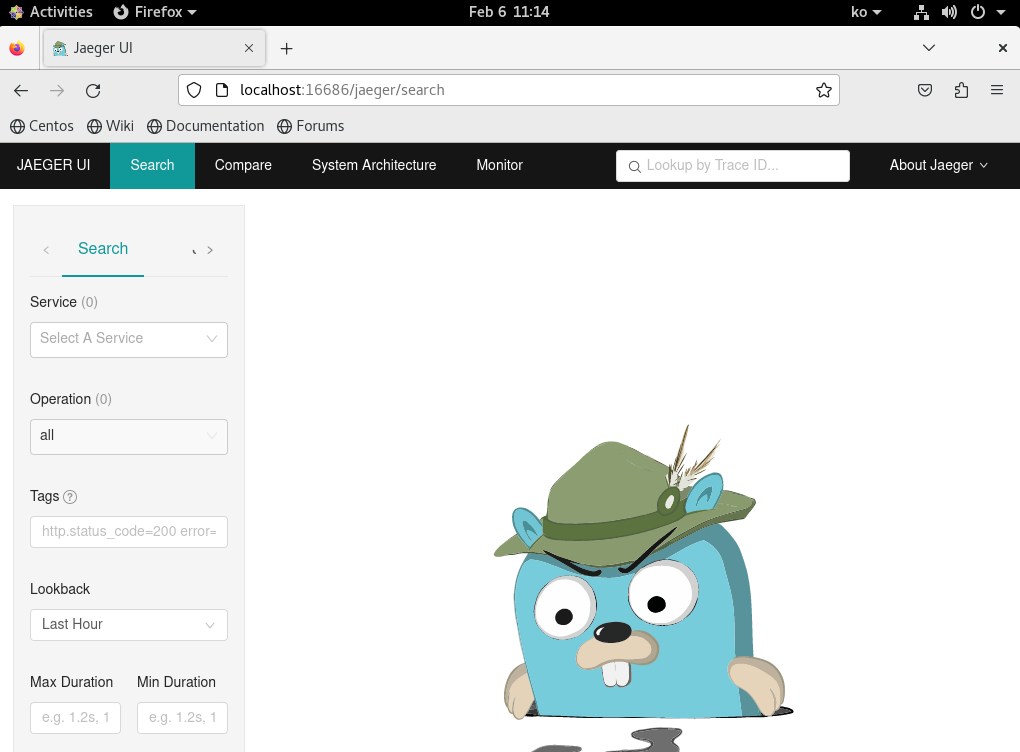 Activities Firefox Feb 6 11:14 ko
Jaeger UI
localhost:16686/jaeger/search
Centos Wiki Documentation Forums
JAEGER UI Search Compare System Architecture Monitor Lookup by Trace ID... About Jaeger
Search
Service (0)
Select A Service
Operation (0)
all
Tags ?
http.status_code=200 error=
Lookback
Last Hour
Max Duration Min Duration
e.g. 1.2s, 1 e.g. 1.2s, 1